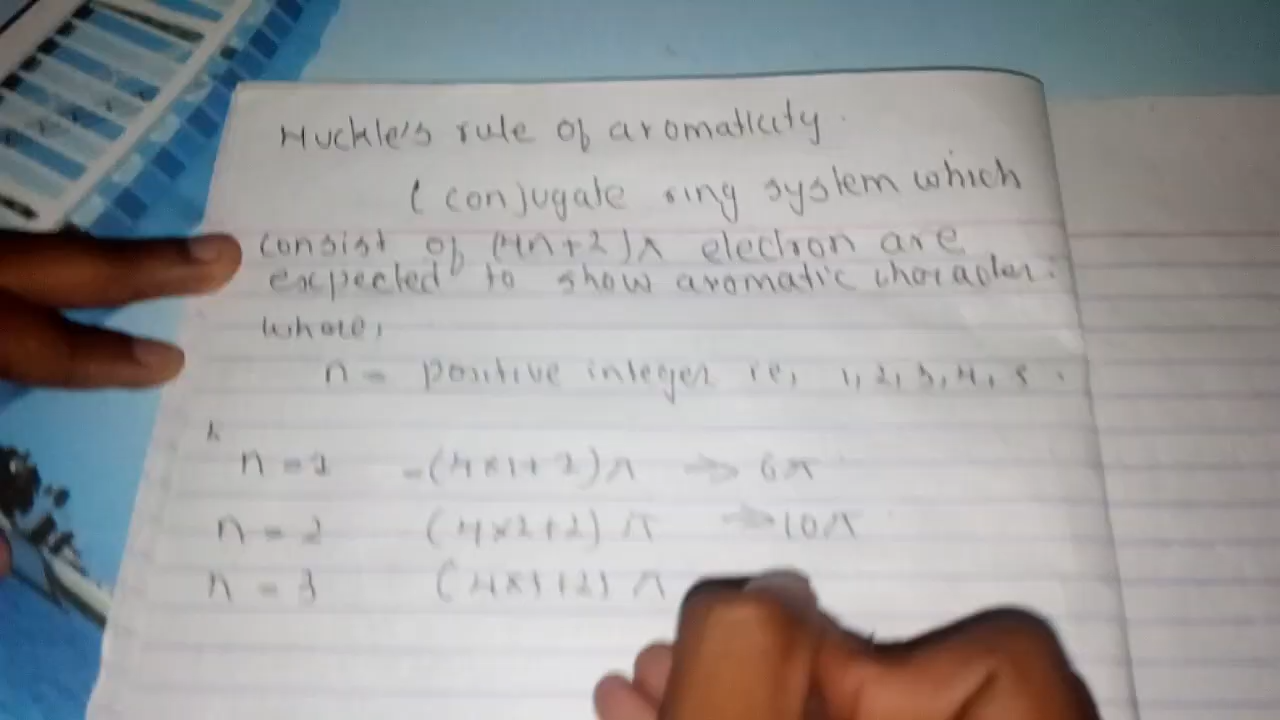 Huckle's rule of aromaticity.
( conjugate ring system which
consist of (4n+2)π electron are
expected to show aromatic character.
where,
n = positive integer ie, 1, 2, 3, 4, 5.
n = 1 =(4×1+2)π → 6π
n = 2 (4×2+2)π → 10π
n = 3 (4×3+2)π